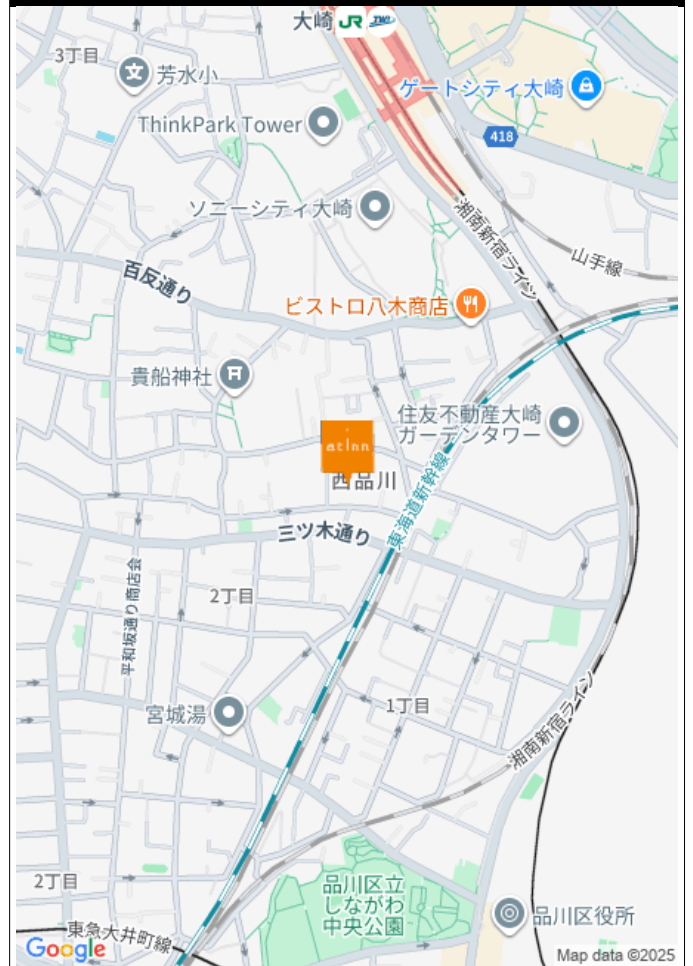 大崎 JR TWR
3丁目
芳水小
ゲートシティ大崎
ThinkPark Tower
418
ソニーシティ大崎
湘南新宿ライン
山手線
百反通り
ビストロ八木商店
貴船神社
住友不動産大崎
ガーデンタワー
at Inn
西品川
東海道新幹線
三ツ木通り
平和坂通り商店会
2丁目
1丁目
宮城湯
湘南新宿ライン
2丁目
品川区立
しながわ
中央公園
品川区役所
東急大井町線
Google
Map data ©2025